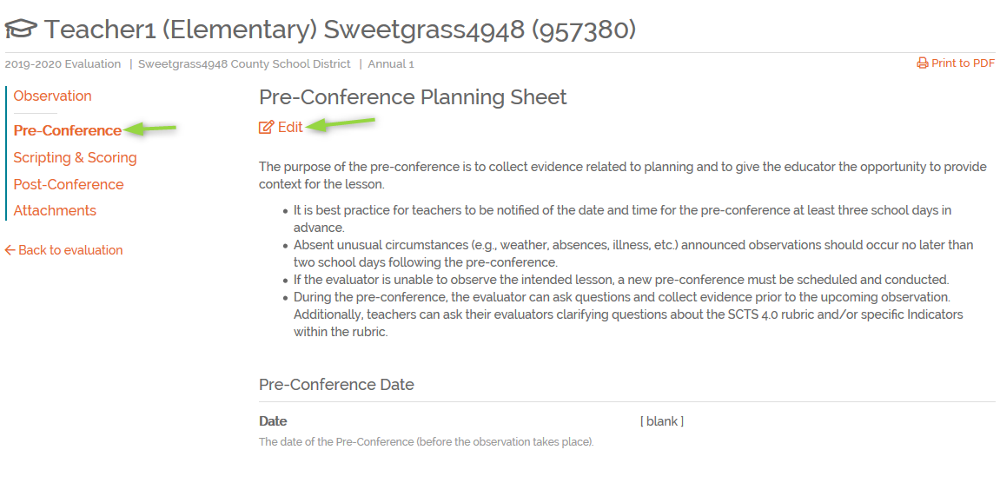 Teacher1 (Elementary) Sweetgrass4948 (957380)
2019-2020 Evaluation | Sweetgrass4948 County School District | Annual 1
Print to PDF
Observation
Pre-Conference
Scripting & Scoring
Post-Conference
Attachments
Back to evaluation
Pre-Conference Planning Sheet
Edit
The purpose of the pre-conference is to collect evidence related to planning and to give the educator the opportunity to provide
context for the lesson.
• It is best practice for teachers to be notified of the date and time for the pre-conference at least three school days in
advance.
• Absent unusual circumstances (e.g., weather, absences, illness, etc.) announced observations should occur no later than
two school days following the pre-conference.
• If the evaluator is unable to observe the intended lesson, a new pre-conference must be scheduled and conducted.
• During the pre-conference, the evaluator can ask questions and collect evidence prior to the upcoming observation.
Additionally, teachers can ask their evaluators clarifying questions about the SCTS 4.0 rubric and/or specific Indicators
within the rubric.
Pre-Conference Date
Date [ blank ]
The date of the Pre-Conference (before the observation takes place).